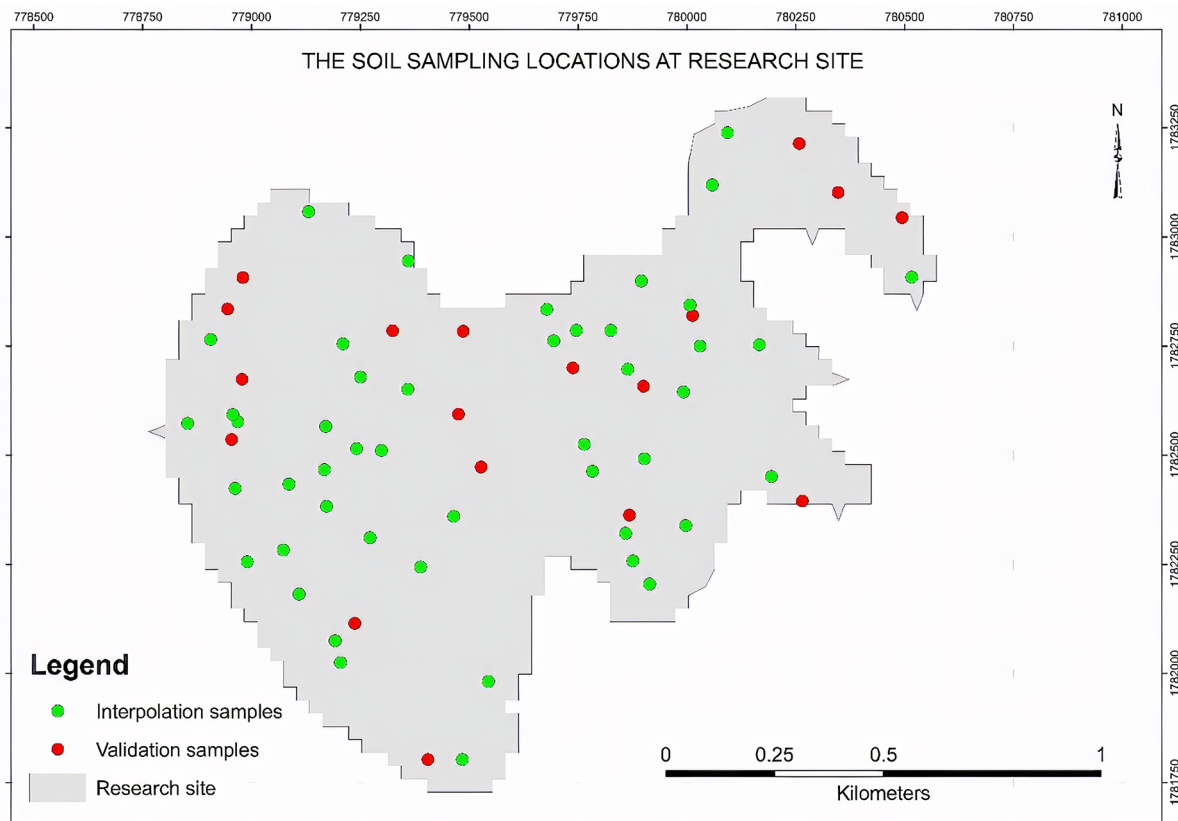 778500 778750 779000 779250 779500 779750 780000 780250 780500 780750 781000
THE SOIL SAMPLING LOCATIONS AT RESEARCH SITE
N
S
1783250
1783000
1782750
1782500
1782250
1782000
1781750
Legend
Interpolation samples
Validation samples
Research site
0 0.25 0.5 1
Kilometers